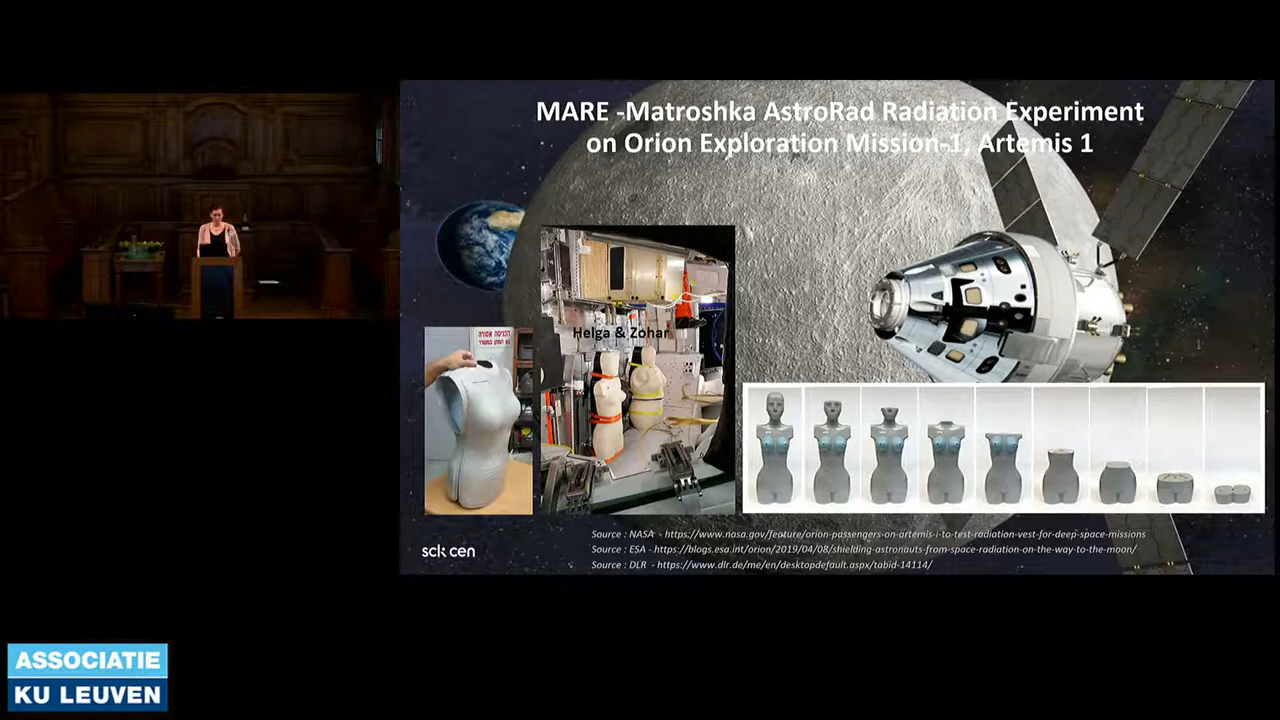 MARE -Matroshka AstroRad Radiation Experiment
on Orion Exploration Mission-1, Artemis 1
Helga & Zohar
sck cen
Source : NASA - https://www.nasa.gov/feature/orion-passengers-on-artemis-i-to-test-radiation-vest-for-deep-space-missions
Source : ESA - https://blogs.esa.int/orion/2019/04/08/shielding-astronauts-from-space-radiation-on-the-way-to-the-moon/
Source : DLR - https://www.dlr.de/me/en/desktopdefault.aspx/tabid-14114/
ASSOCIATIE
KU LEUVEN